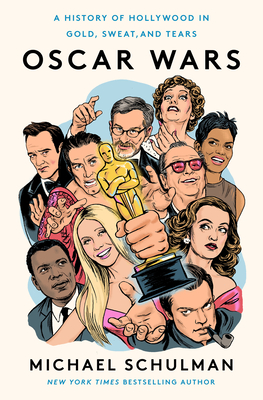 A HISTORY OF HOLLYWOOD IN
GOLD, SWEAT, AND TEARS
OSCAR WARS
MICHAEL SCHULMAN
NEW YORK TIMES BESTSELLING AUTHOR